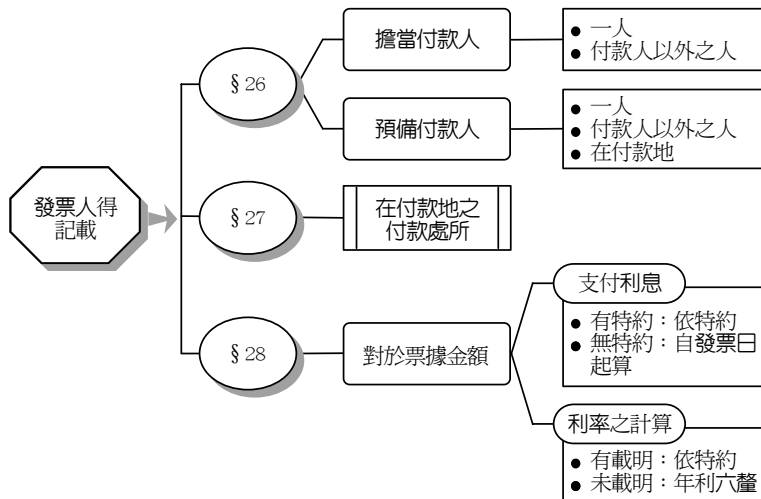 發票人得
記載
§26
擔當付款人
一人
付款人以外之人
預備付款人
一人
付款人以外之人
在付款地
§27
在付款地之
付款處所
§28
對於票據金額
支付利息
有特約：依特約
無特約：自發票日
起算
利率之計算
有載明：依特約
未載明：年利六釐